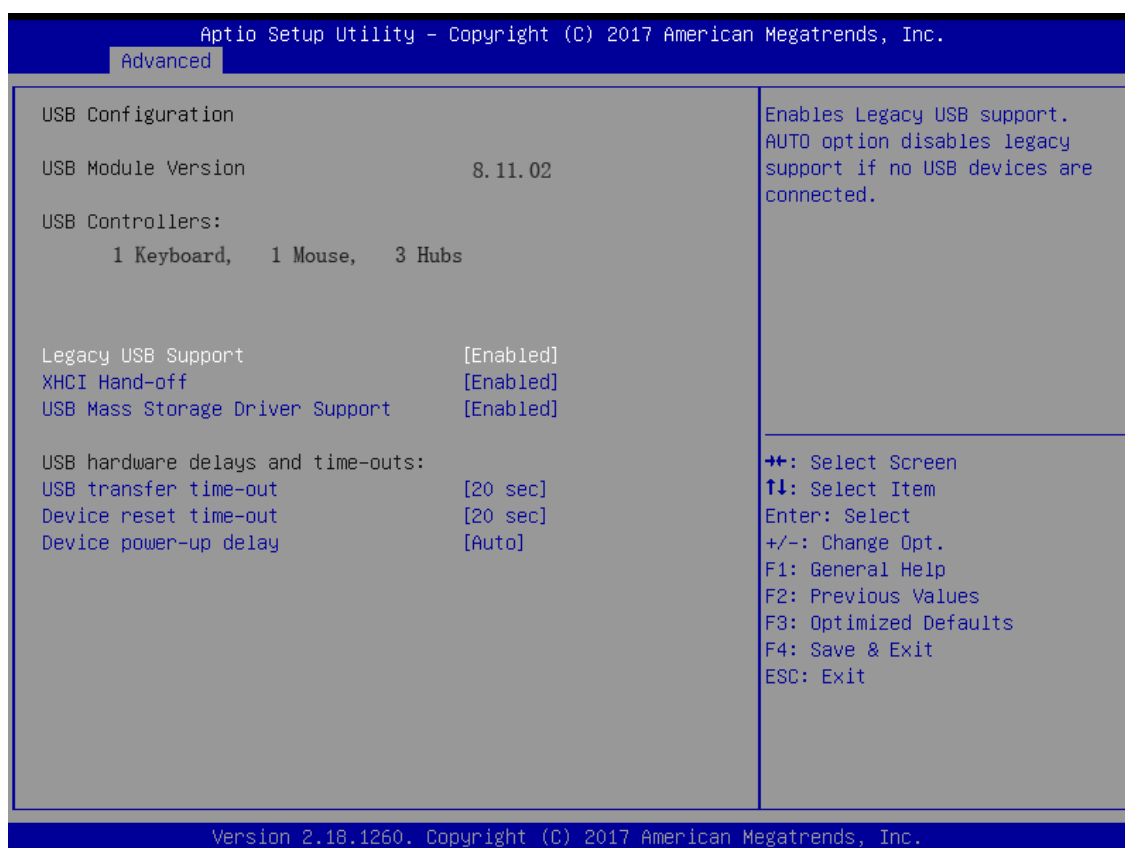 Aptio Setup Utility – Copyright (C) 2017 American Megatrends, Inc.
Advanced
USB Configuration
USB Module Version 8.11.02
USB Controllers:
1 Keyboard, 1 Mouse, 3 Hubs
Legacy USB Support [Enabled]
XHCI Hand-off [Enabled]
USB Mass Storage Driver Support [Enabled]
USB hardware delays and time-outs:
USB transfer time-out [20 sec]
Device reset time-out [20 sec]
Device power-up delay [Auto]
Enables Legacy USB support.
AUTO option disables legacy
support if no USB devices are
connected.
→←: Select Screen
↑↓: Select Item
Enter: Select
+/-: Change Opt.
F1: General Help
F2: Previous Values
F3: Optimized Defaults
F4: Save & Exit
ESC: Exit
Version 2.18.1260. Copyright (C) 2017 American Megatrends, Inc.